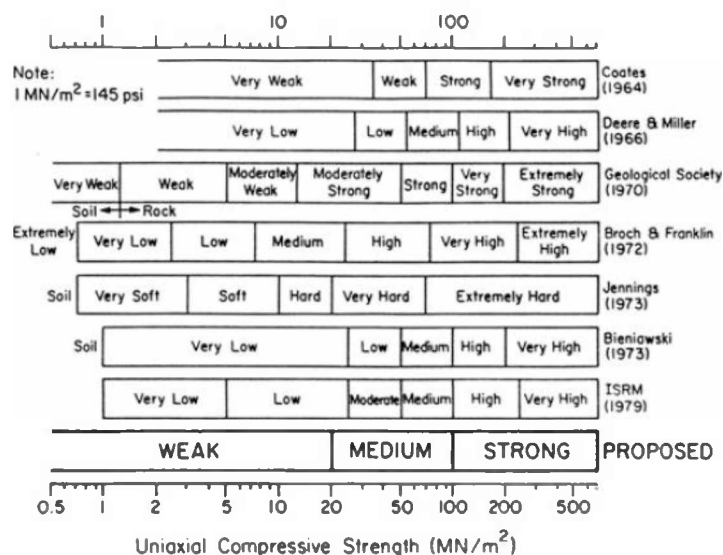 1 10 100
Note:
1 MN/m²=145 psi
Very Weak Weak Strong Very Strong Coates
(1964)
Very Low Low Medium High Very High Deere & Miller
(1966)
Very Weak Weak Moderately Weak Moderately Strong Strong Very Strong Extremely Strong Geological Society
(1970)
Soil Rock
Extremely Low Very Low Low Medium High Very High Extremely High Broch & Franklin
(1972)
Soil Very Soft Soft Hard Very Hard Extremely Hard Jennings
(1973)
Soil Very Low Low Medium High Very High Bieniawski
(1973)
Very Low Low Moderate Medium High Very High ISRM
(1979)
WEAK MEDIUM STRONG PROPOSED
0.5 1 2 5 10 20 50 100 200 500
Uniaxial Compressive Strength (MN/m²)